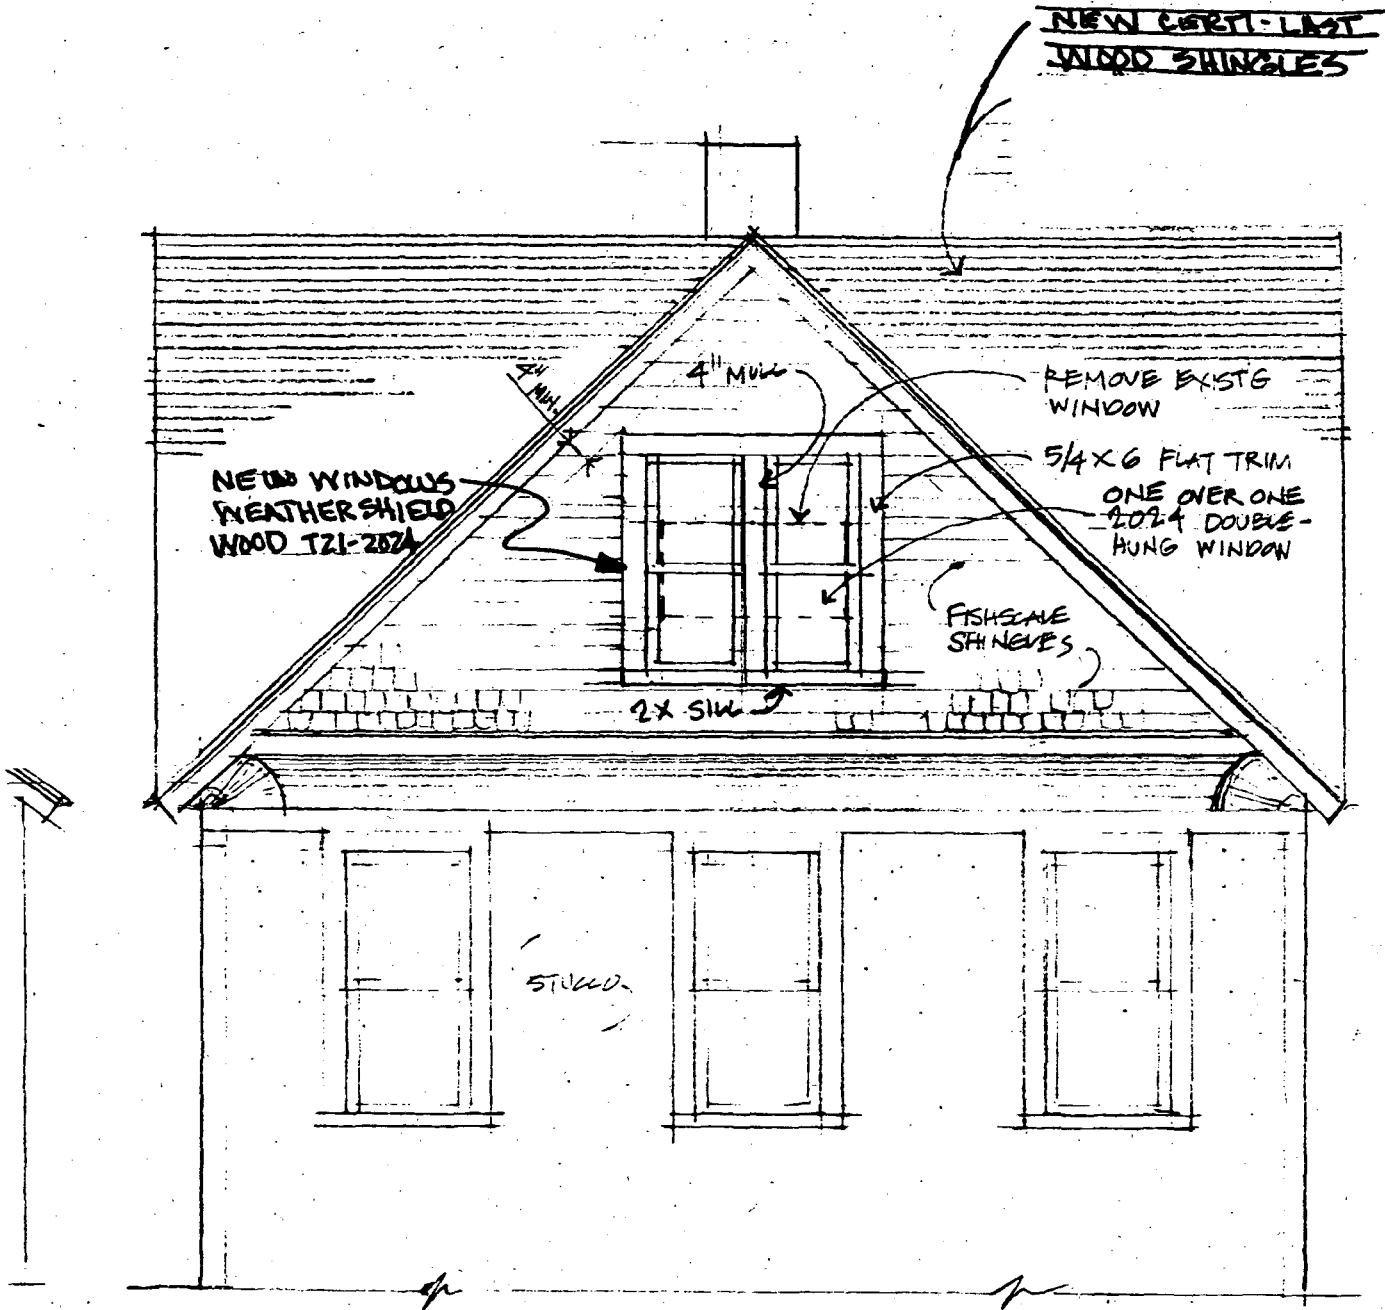 NEW CERTI-LAST
WOOD SHINGLES
4" MULL
REMOVE EXISTG
WINDOW
4"
MIN.
5/4 X 6 FLAT TRIM
NEW WINDOWS
WEATHERSHIELD
WOOD T21-2024
ONE OVER ONE
2024 DOUBLE-
HUNG WINDOW
FISHSCALE
SHINGLES
2X SILL
STUCCO